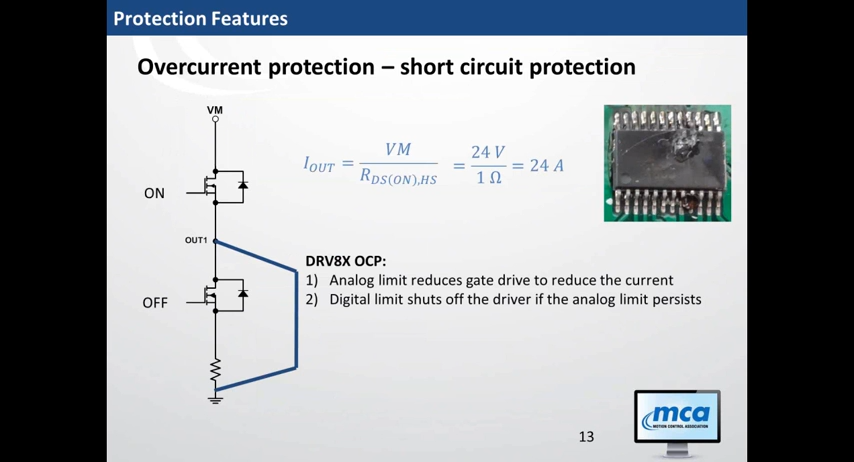 Protection Features
Overcurrent protection – short circuit protection
VM
I_OUT = VM / R_DS(ON),HS = 24 V / 1 Ω = 24 A
ON
OUT1
DRV8X OCP:
1) Analog limit reduces gate drive to reduce the current
2) Digital limit shuts off the driver if the analog limit persists
OFF
mca
MOTION CONTROL ASSOCIATION
13